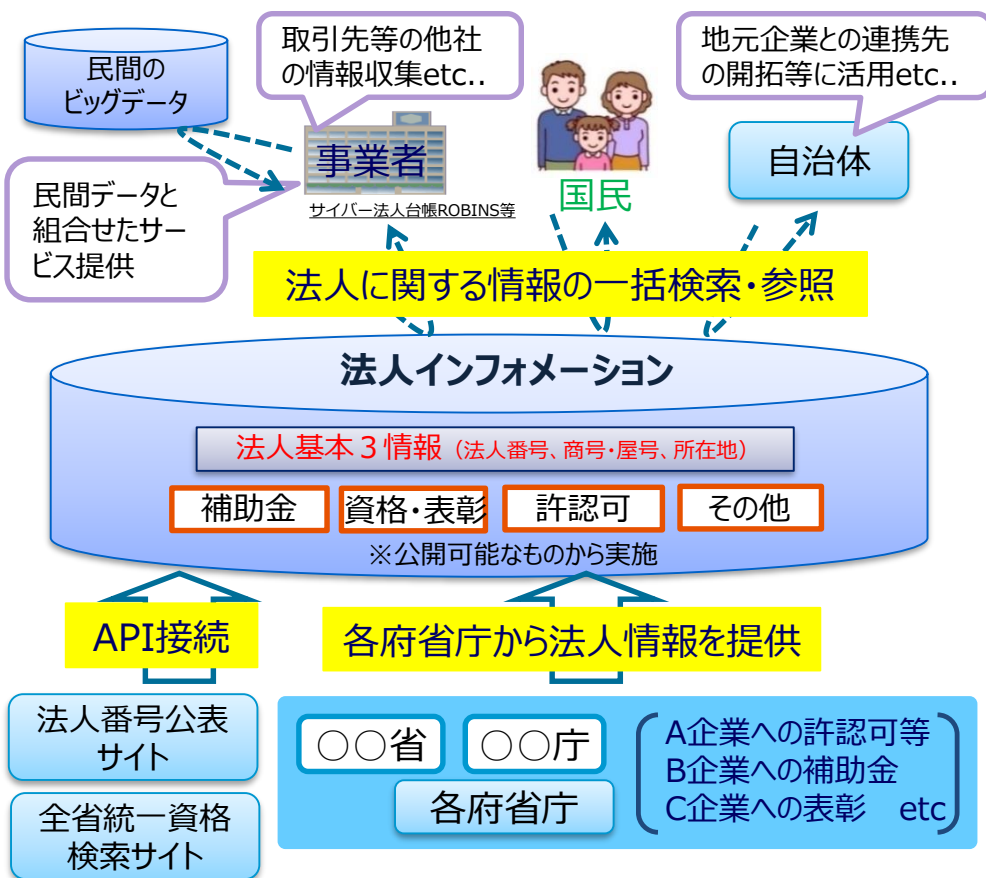 民間の
ビッグデータ
取引先等の他社
の情報収集etc..
地元企業との連携先
の開拓等に活用etc..
事業者
サイバー法人台帳ROBINS等
国民
自治体
民間データと
組合せたサー
ビス提供
法人に関する情報の一括検索・参照
法人インフォメーション
法人基本３情報（法人番号、商号・屋号、所在地）
補助金
資格・表彰
許認可
その他
※公開可能なものから実施
API接続
各府省庁から法人情報を提供
法人番号公表
サイト
全省統一資格
検索サイト
○○省
○○庁
各府省庁
A企業への許認可等
B企業への補助金
C企業への表彰　etc